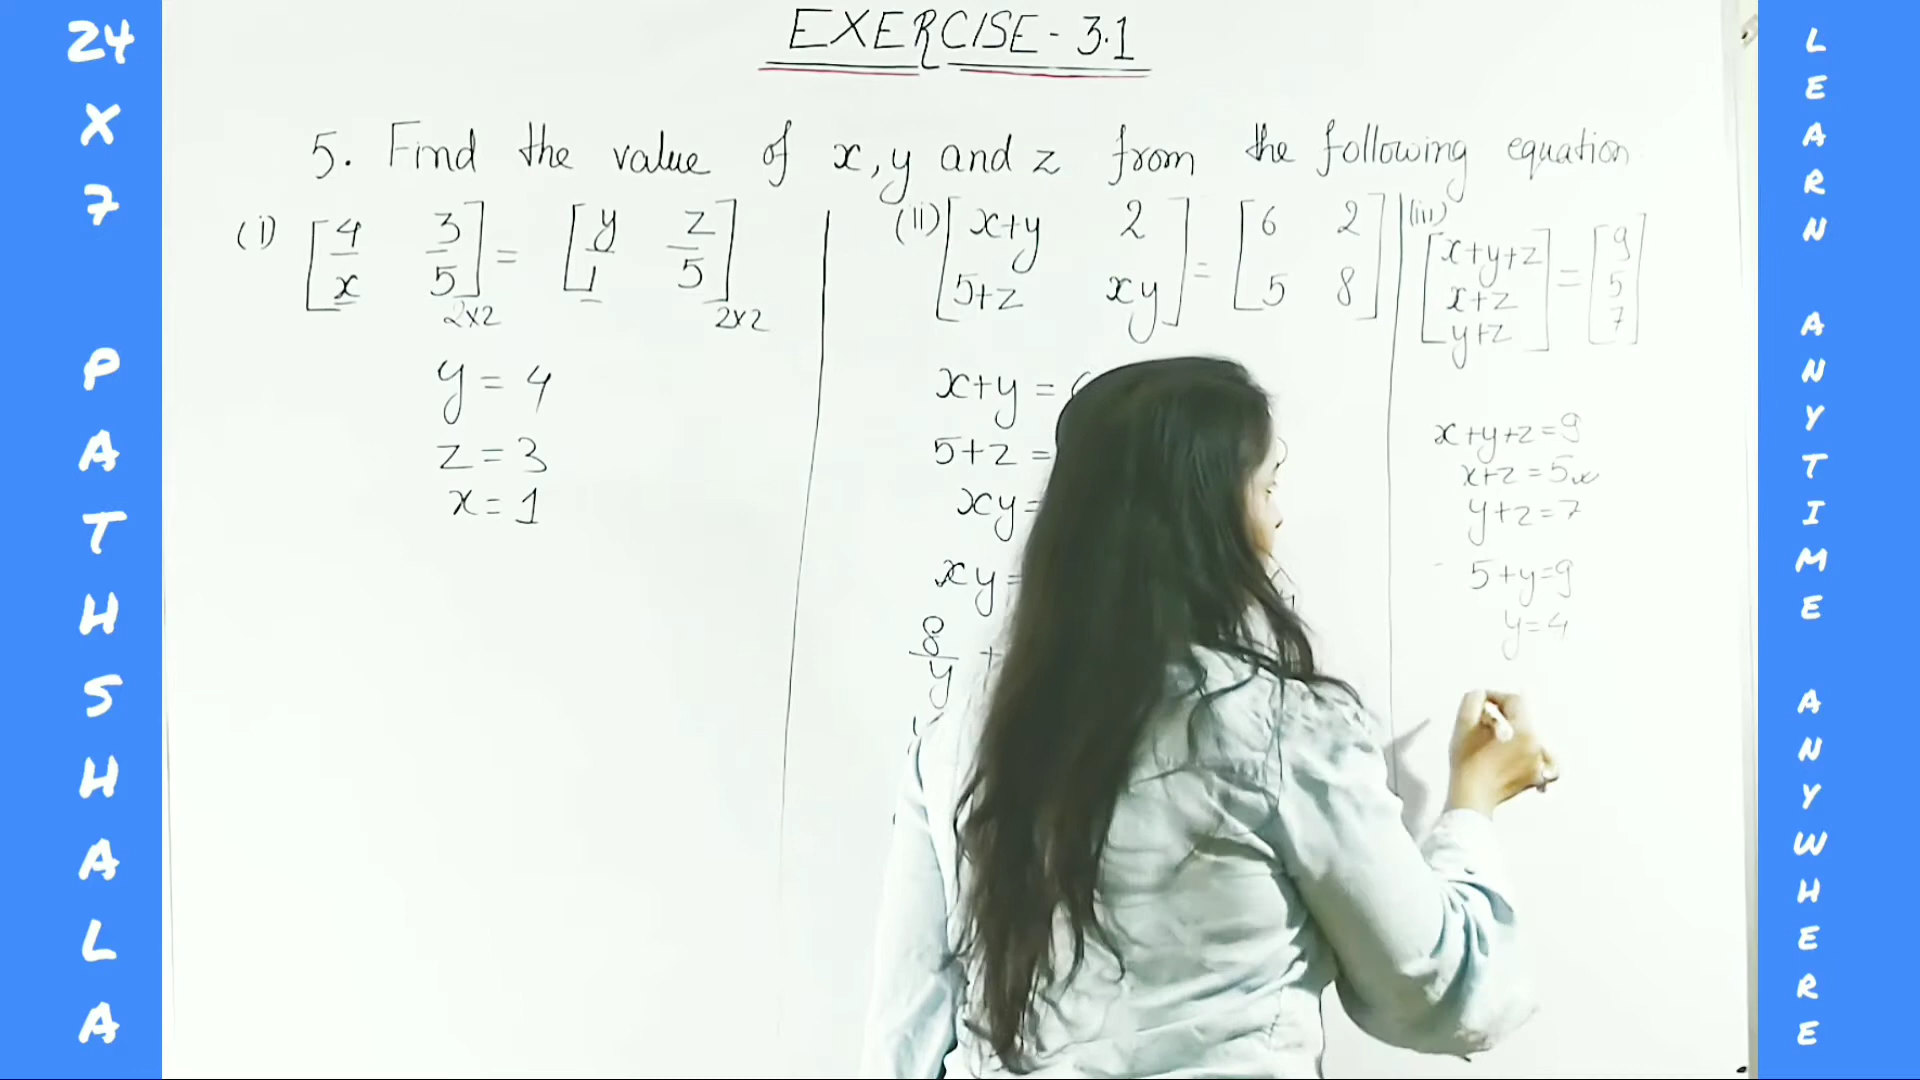 24 X 7 PATHSHALA
EXERCISE - 3.1
5. Find the value of x, y and z from the following equation
(i) [4 3
x 5] 2x2 = [y z
1 5] 2x2
y = 4
z = 3
x = 1
(ii) [x+y 2
5+z xy] = [6 2
5 8]
x+y =
5+z =
xy =
xy =
8/y +
(iii)
[x+y+z
x+z
y+z] = [9
5
7]
x+y+z=9
x+z=5
y+z=7
5+y=9
y=4
LEARN ANYTIME ANYWHERE